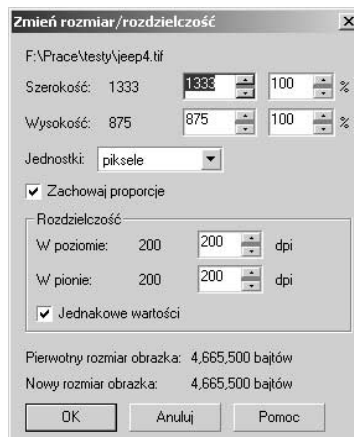 Zmień rozmiar/rozdzielczość
F:\Prace\testy\jeep4.tif
Szerokość: 1333 1333 100 %
Wysokość: 875 875 100 %
Jednostki: piksele
Zachowaj proporcje
Rozdzielczość
W poziomie: 200 200 dpi
W pionie: 200 200 dpi
Jednakowe wartości
Pierwotny rozmiar obrazka: 4,665,500 bajtów
Nowy rozmiar obrazka: 4,665,500 bajtów
OK Anuluj Pomoc